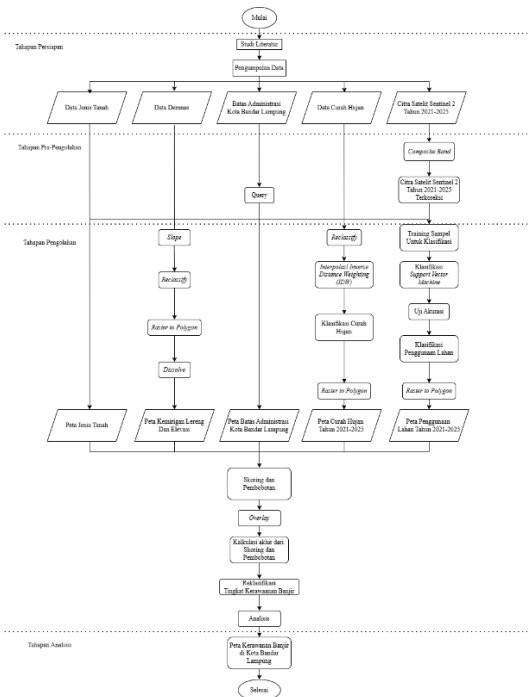 Mulai
Tahapan Persiapan
Studi Literatur
Pengumpulan Data
Data Jenis Tanah
Data Demnas
Batas Administrasi
Kota Bandar Lampung
Data Curah Hujan
Citra Satelit Sentinel 2
Tahun 2021-2025
Tahapan Pra-Pengolahan
Composite Band
Citra Satelit Sentinel 2
Tahun 2021-2025
Terkoreksi
Query
Tahapan Pengolahan
Slope
Reclassify
Raster to Polygon
Dissolve
Reclassify
Interpolasi Inverse
Distance Weighting
(IDW)
Klasifikasi Curah
Hujan
Raster to Polygon
Training Sampel
Untuk Klasifikasi
Klasifikasi
Support Vector
Machine
Uji Akurasi
Klasifikasi
Penggunaan Lahan
Raster to Polygon
Peta Jenis Tanah
Peta Kemiringan Lereng
Dan Elevasi
Peta Batas Administrasi
Kota Bandar Lampung
Peta Curah Hujan
Tahun 2021-2025
Peta Penggunaan
Lahan Tahun 2021-2025
Skoring dan
Pembobotan
Overlay
Kalkulasi akhir dari
Skoring dan
Pembobotan
Reklasifikasi
Tingkat Kerawanan Banjir
Analisis
Tahapan Analisis
Peta Kerawanan Banjir
di Kota Bandar
Lampung
Selesai